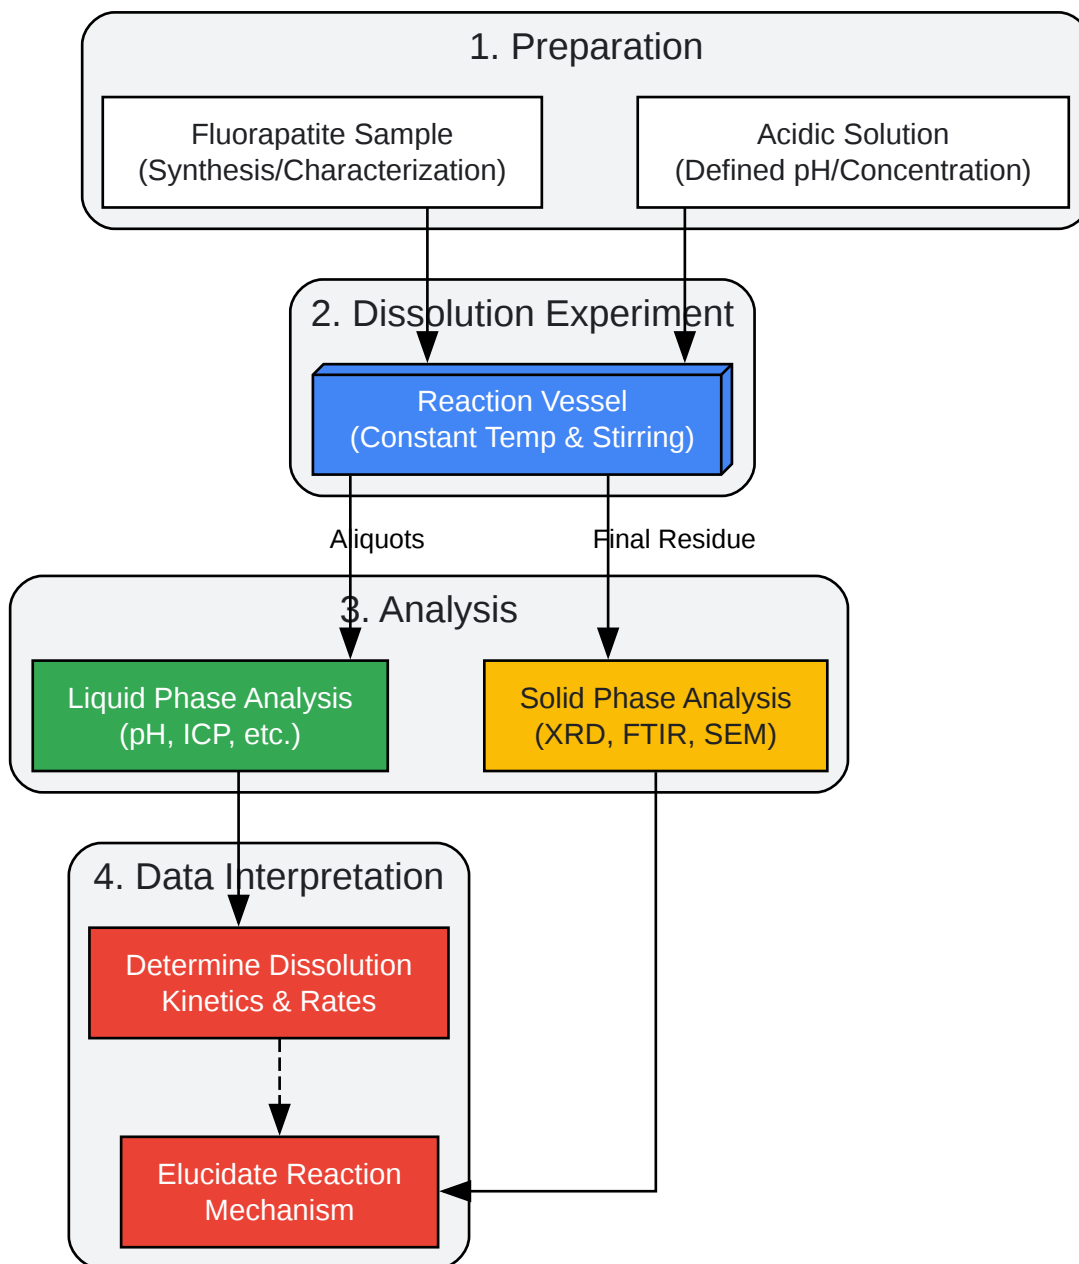 1. Preparation
Fluorapatite Sample
(Synthesis/Characterization)
Acidic Solution
(Defined pH/Concentration)
2. Dissolution Experiment
Reaction Vessel
(Constant Temp & Stirring)
Aliquots
Final Residue
3. Analysis
Liquid Phase Analysis
(pH, ICP, etc.)
Solid Phase Analysis
(XRD, FTIR, SEM)
4. Data Interpretation
Determine Dissolution
Kinetics & Rates
Elucidate Reaction
Mechanism